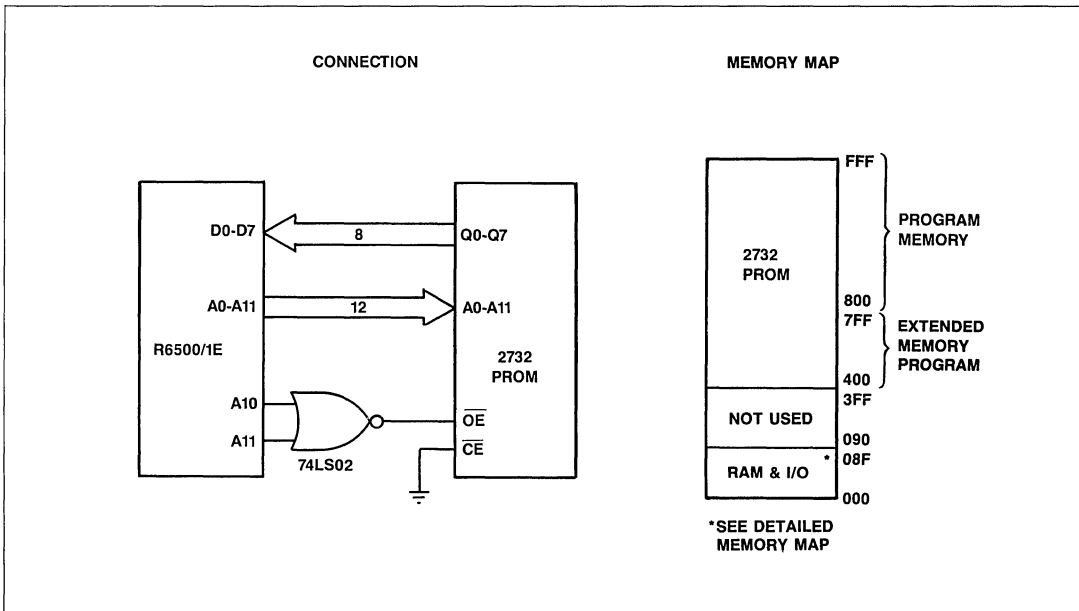 CONNECTION
MEMORY MAP
D0-D7
8
Q0-Q7
A0-A11
12
A0-A11
R6500/1E
2732
PROM
A10
A11
74LS02
OE
CE
FFF
PROGRAM
MEMORY
2732
PROM
800
7FF
EXTENDED
MEMORY
PROGRAM
400
3FF
NOT USED
090
* 08F
RAM & I/O
000
*SEE DETAILED
MEMORY MAP